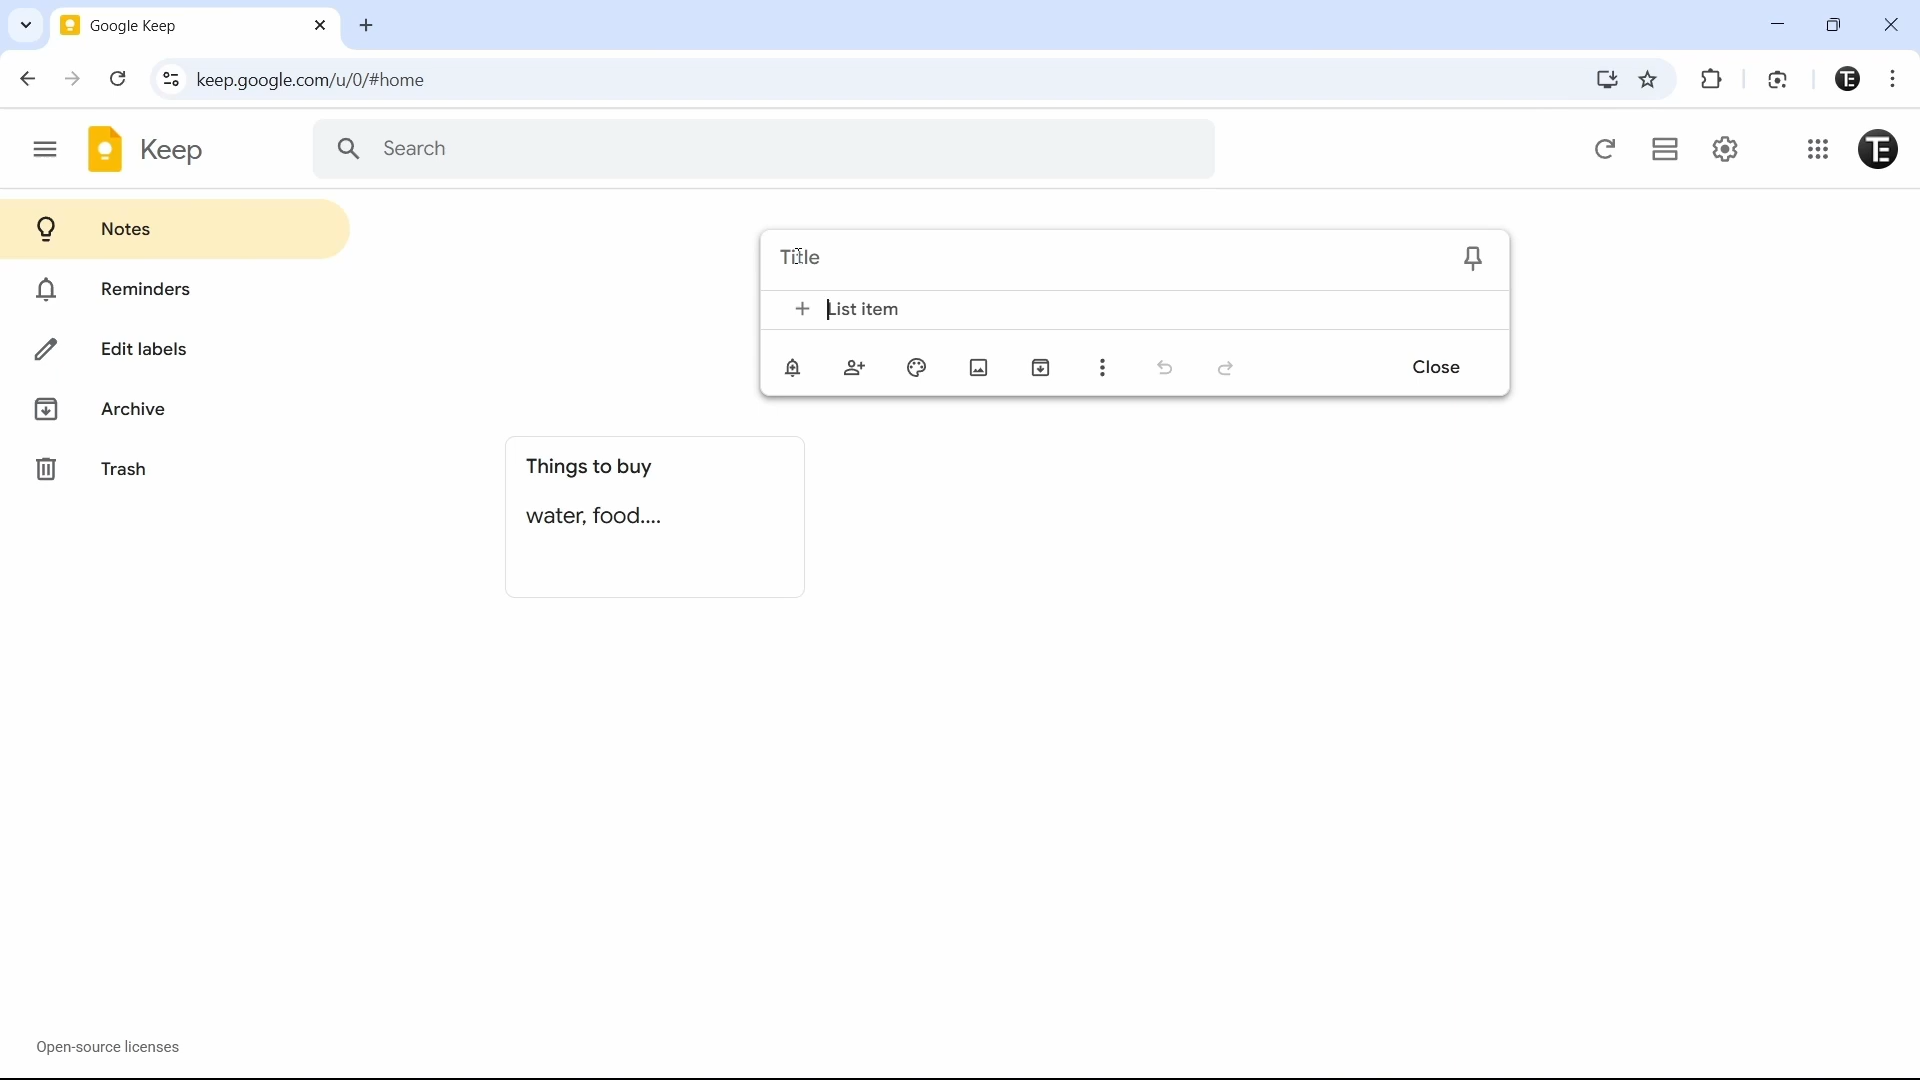 Google Keep
keep.google.com/u/0/#home
Keep
Search
Notes
Reminders
Edit labels
Archive
Trash
Title
List item
Close
Things to buy
water, food....
Open-source licenses